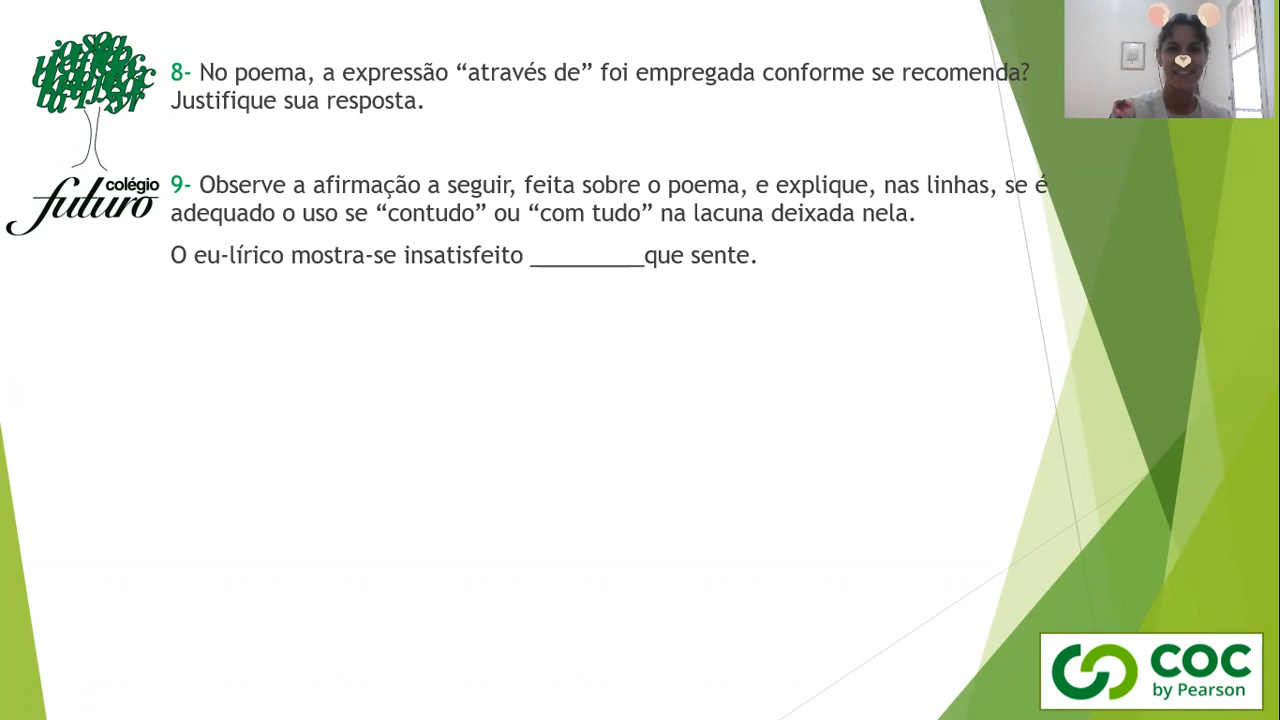 8- No poema, a expressão “através de” foi empregada conforme se recomenda?
Justifique sua resposta.
colégio
futuro
9- Observe a afirmação a seguir, feita sobre o poema, e explique, nas linhas, se é
adequado o uso se “contudo” ou “com tudo” na lacuna deixada nela.
O eu-lírico mostra-se insatisfeito _________que sente.
COC
by Pearson